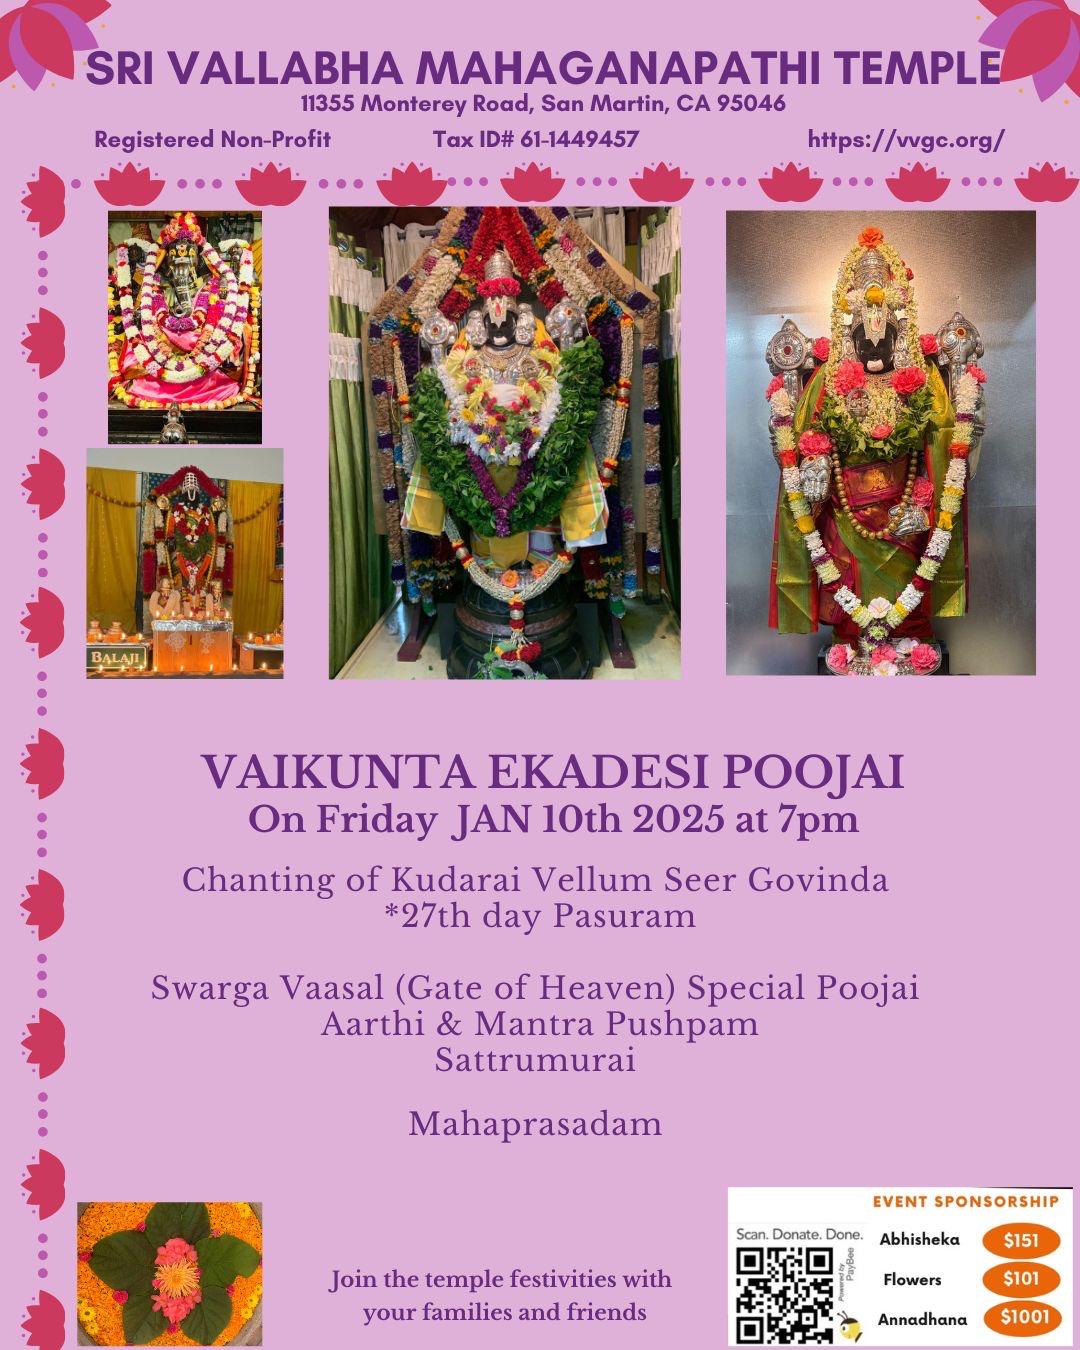 SRI VALLABHA MAHAGANAPATHI TEMPLE
11355 Monterey Road, San Martin, CA 95046
Registered Non-Profit Tax ID# 61-1449457 https://vvgc.org/
BALAJI
VAIKUNTA EKADESI POOJAI
On Friday JAN 10th 2025 at 7pm
Chanting of Kudarai Vellum Seer Govinda
*27th day Pasuram
Swarga Vaasal (Gate of Heaven) Special Poojai
Aarthi & Mantra Pushpam
Sattrumurai
Mahaprasadam
Join the temple festivities with
your families and friends
EVENT SPONSORSHIP
Scan. Donate. Done.
Powered by
PayBee
Abhisheka $151
Flowers $101
Annadhana $1001